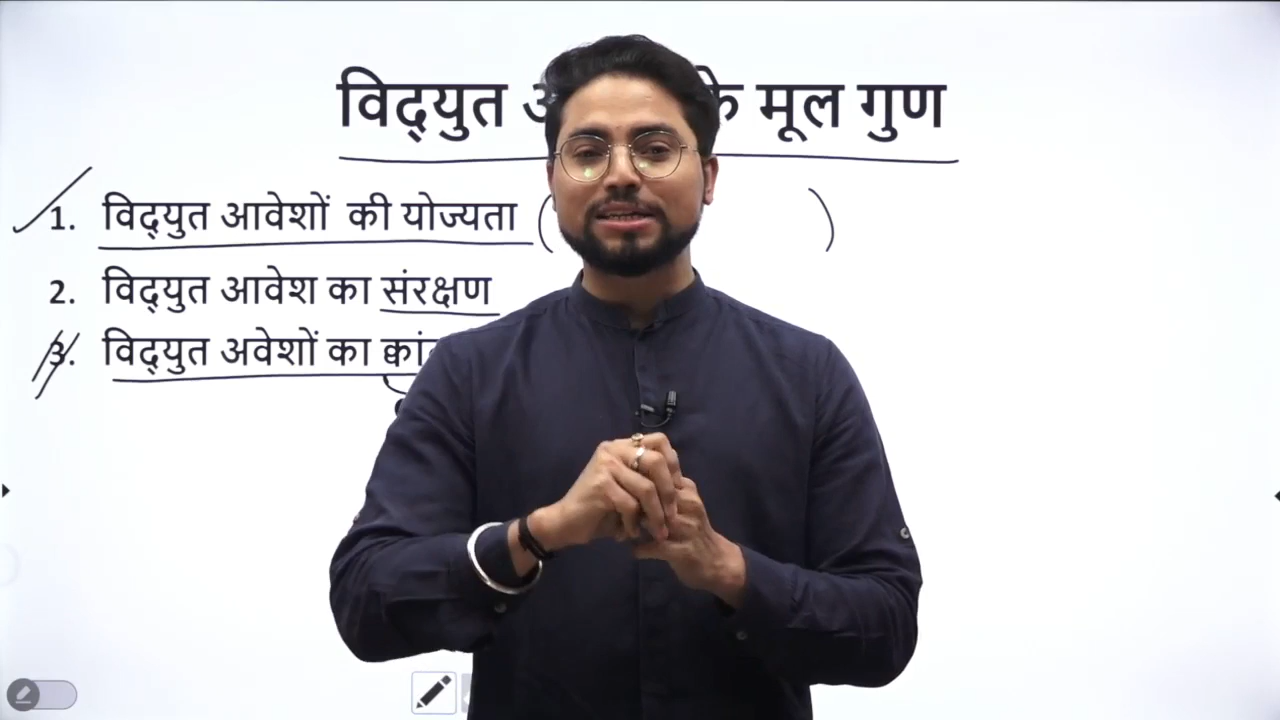 विद्युत के मूल गुण
1. विद्युत आवेशों की योज्यता ( )
2. विद्युत आवेश का संरक्षण
3. विद्युत अवेशों का